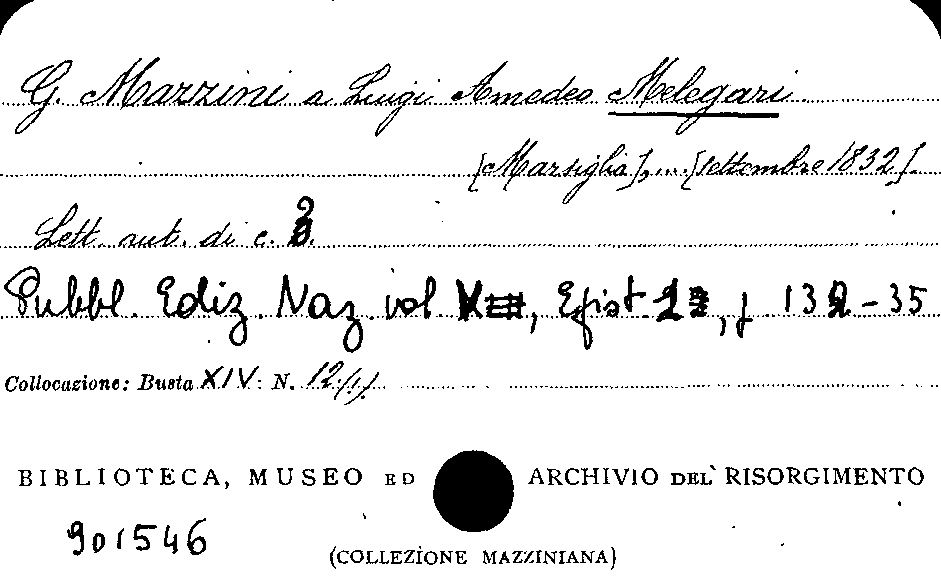 G. Mazzini a Luigi Amedeo Melegari
[Marsiglia], .... [settembre 1832].
Lett. aut. di c.
Pubbl. Ediz. Naz. vol , Epist , p. 132-35
Collocazione: Busta XIV: N. 12/1).
BIBLIOTECA, MUSEO ED ARCHIVIO DEL RISORGIMENTO
901546
(COLLEZIONE MAZZINIANA)